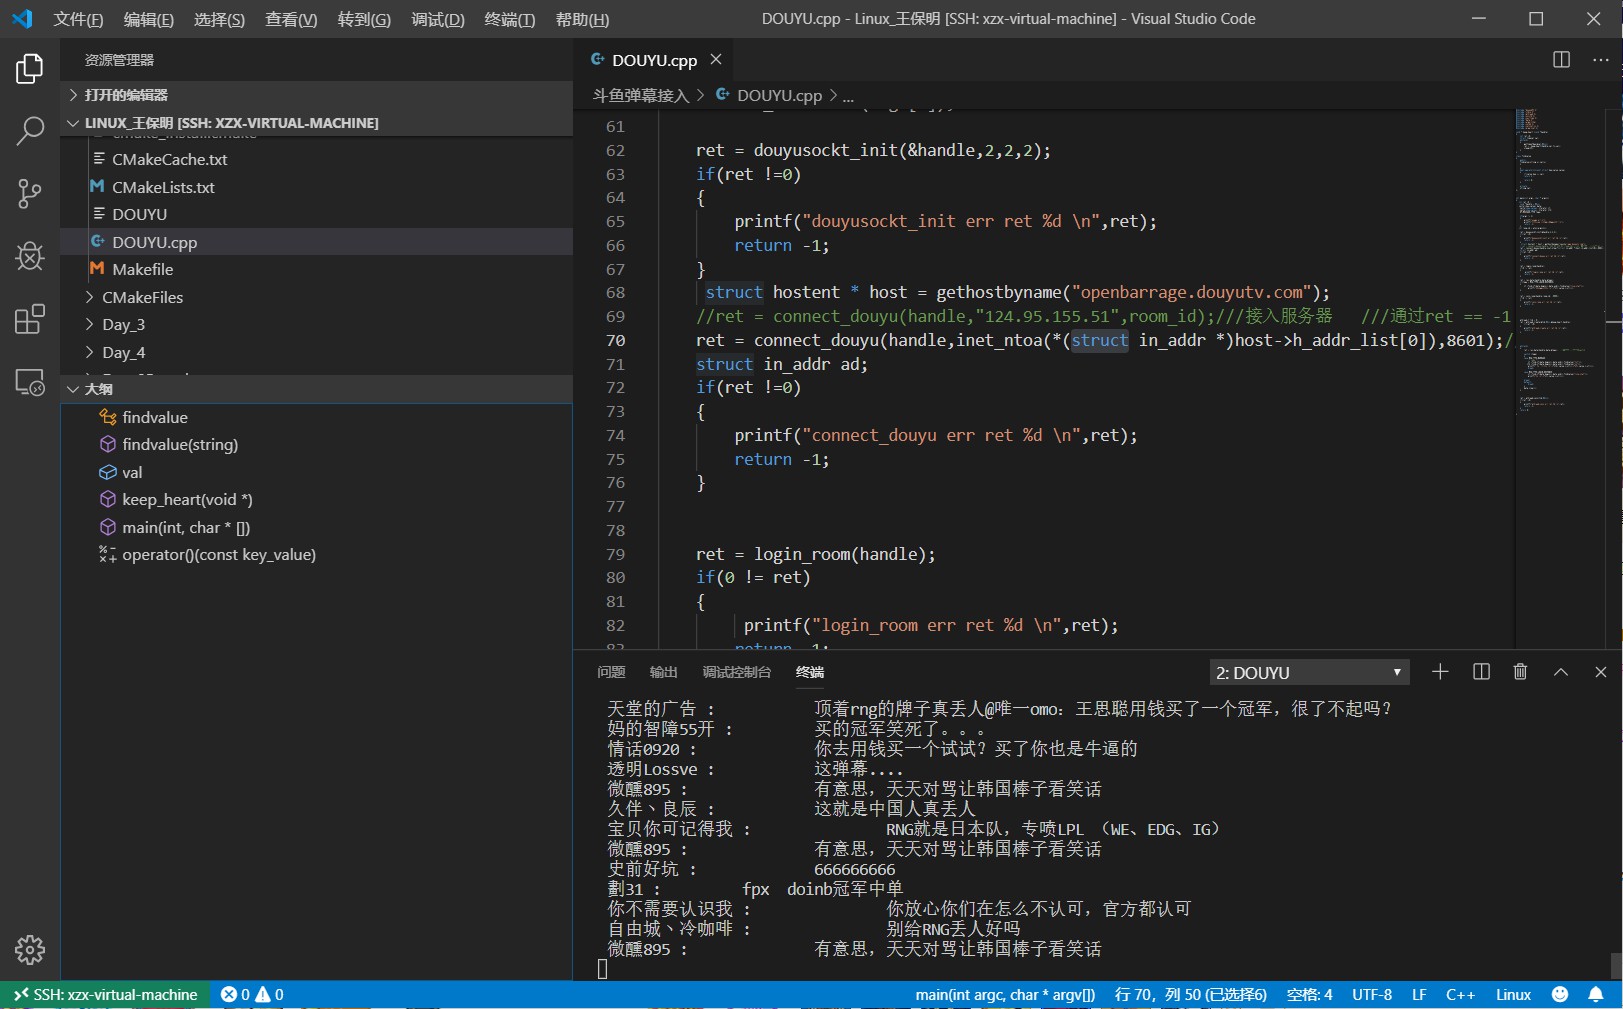 文件(F) 编辑(E) 选择(S) 查看(V) 转到(G) 调试(D) 终端(T) 帮助(H) DOUYU.cpp - Linux_王保明 [SSH: xzx-virtual-machine] - Visual Studio Code
资源管理器
打开的编辑器
LINUX_王保明 [SSH: XZX-VIRTUAL-MACHINE]
CMakeCache.txt
CMakeLists.txt
DOUYU
DOUYU.cpp
Makefile
CMakeFiles
Day_3
Day_4
大纲
findvalue
findvalue(string)
val
keep_heart(void *)
main(int, char * [])
operator()(const key_value)
DOUYU.cpp
斗鱼弹幕接入 > DOUYU.cpp > ...
61
62 ret = douyusockt_init(&handle,2,2,2);
63 if(ret !=0)
64 {
65 printf("douyusockt_init err ret %d \n",ret);
66 return -1;
67 }
68 struct hostent * host = gethostbyname("openbarrage.douyutv.com");
69 //ret = connect_douyu(handle,"124.95.155.51",room_id);///接入服务器 ///通过ret == -1
70 ret = connect_douyu(handle,inet_ntoa(*(struct in_addr *)host->h_addr_list[0]),8601);/
71 struct in_addr ad;
72 if(ret !=0)
73 {
74 printf("connect_douyu err ret %d \n",ret);
75 return -1;
76 }
77
78
79 ret = login_room(handle);
80 if(0 != ret)
81 {
82 printf("login_room err ret %d \n",ret);
83 return -1;
问题 输出 调试控制台 终端 2: DOUYU
天堂的广告 : 顶着rng的牌子真丢人@唯一omo：王思聪用钱买了一个冠军，很了不起吗？
妈的智障55开 : 买的冠军笑死了。。。
情话0920 : 你去用钱买一个试试？买了你也是牛逼的
透明Lossve : 这弹幕....
微醺895 : 有意思，天天对骂让韩国棒子看笑话
久伴丶良辰 : 这就是中国人真丢人
宝贝你可记得我 : RNG就是日本队，专喷LPL （WE、EDG、IG）
微醺895 : 有意思，天天对骂让韩国棒子看笑话
史前好坑 : 666666666
劃31 : fpx doinb冠军中单
你不需要认识我 : 你放心你们在怎么不认可，官方都认可
自由城丶冷咖啡 : 别给RNG丢人好吗
微醺895 : 有意思，天天对骂让韩国棒子看笑话
SSH: xzx-virtual-machine 0 0 main(int argc, char * argv[]) 行 70，列 50 (已选择6) 空格: 4 UTF-8 LF C++ Linux